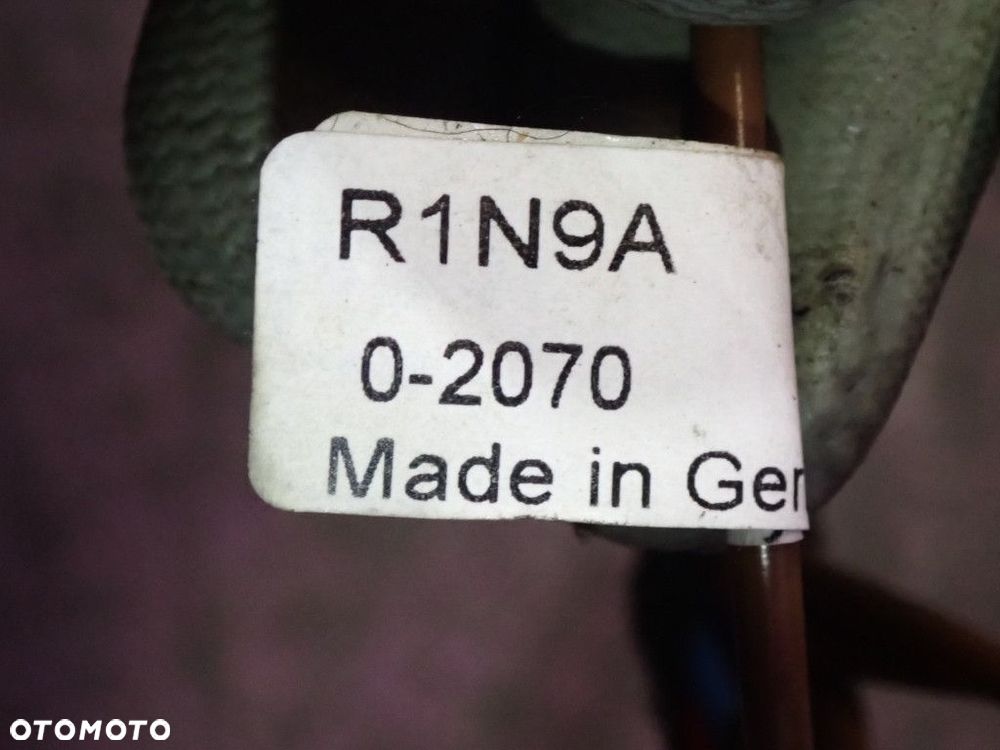 R1N9A
0-2070
Made in Ger
OTOMOTO